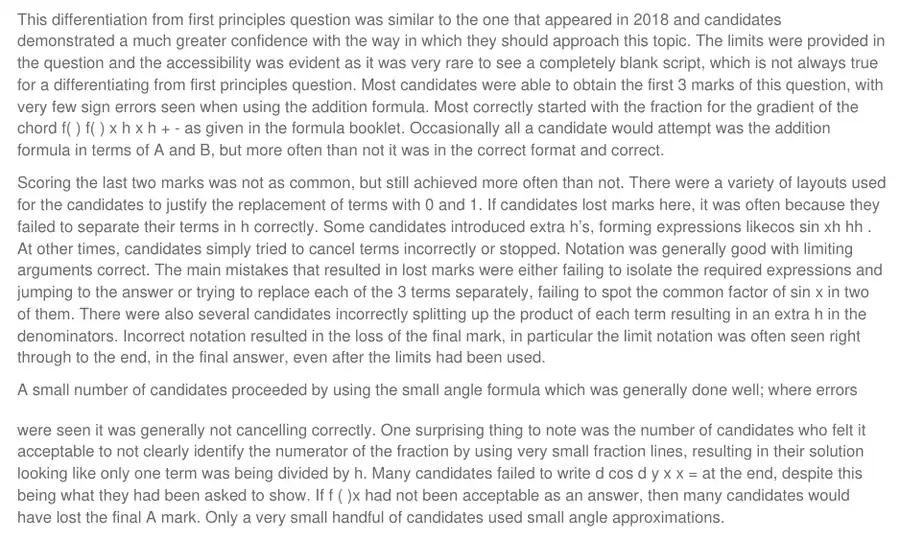 This differentiation from first principles question was similar to the one that appeared in 2018 and candidates
demonstrated a much greater confidence with the way in which they should approach this topic. The limits were provided in
the question and the accessibility was evident as it was very rare to see a completely blank script, which is not always true
for a differentiating from first principles question. Most candidates were able to obtain the first 3 marks of this question, with
very few sign errors seen when using the addition formula. Most correctly started with the fraction for the gradient of the
chord f( ) f( ) x h x h + - as given in the formula booklet. Occasionally all a candidate would attempt was the addition
formula in terms of A and B, but more often than not it was in the correct format and correct.
Scoring the last two marks was not as common, but still achieved more often than not. There were a variety of layouts used
for the candidates to justify the replacement of terms with 0 and 1. If candidates lost marks here, it was often because they
failed to separate their terms in h correctly. Some candidates introduced extra h's, forming expressions likecos sin xh hh .
At other times, candidates simply tried to cancel terms incorrectly or stopped. Notation was generally good with limiting
arguments correct. The main mistakes that resulted in lost marks were either failing to isolate the required expressions and
jumping to the answer or trying to replace each of the 3 terms separately, failing to spot the common factor of sin x in two
of them. There were also several candidates incorrectly splitting up the product of each term resulting in an extra h in the
denominators. Incorrect notation resulted in the loss of the final mark, in particular the limit notation was often seen right
through to the end, in the final answer, even after the limits had been used.
A small number of candidates proceeded by using the small angle formula which was generally done well; where errors
were seen it was generally not cancelling correctly. One surprising thing to note was the number of candidates who felt it
acceptable to not clearly identify the numerator of the fraction by using very small fraction lines, resulting in their solution
looking like only one term was being divided by h. Many candidates failed to write d cos d y x x = at the end, despite this
being what they had been asked to show. If f ( )x had not been acceptable as an answer, then many candidates would
have lost the final A mark. Only a very small handful of candidates used small angle approximations.